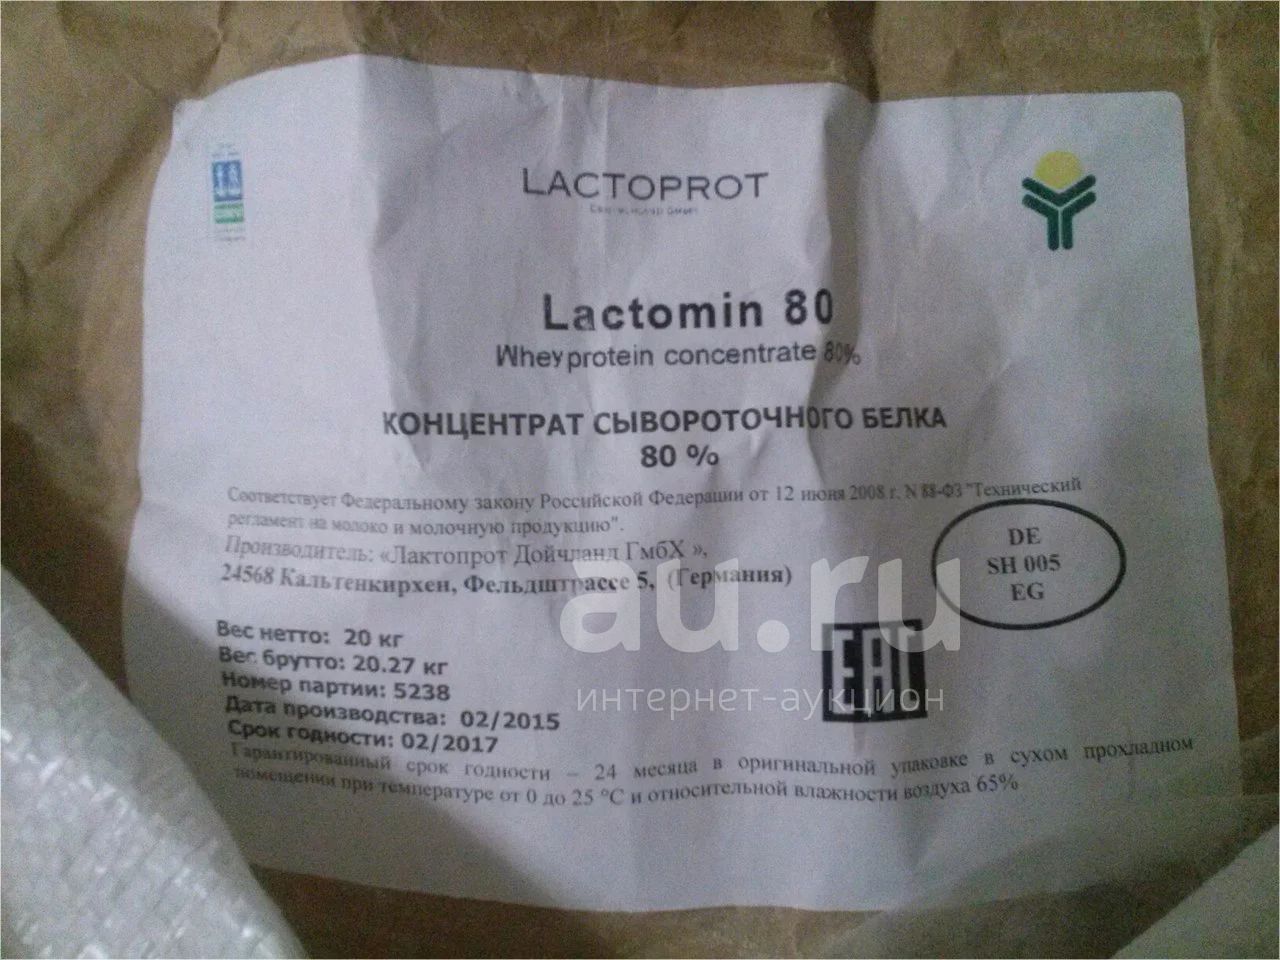 LACTOPROT
Lactomin 80
Whey protein concentrate 80%
КОНЦЕНТРАТ СЫВОРОТОЧНОГО БЕЛКА
80 %
Соответствует Федеральному закону Российской Федерации от 12 июня 2008 г. N 88-ФЗ "Технический
регламент на молоко и молочную продукцию".
Производитель: «Лактопрот Дойчланд ГмбХ »,
24568 Кальтенкирхен, Фельдштрассе 5, (Германия)
DE
SH 005
EG
Вес нетто: 20 кг
Вес брутто: 20.27 кг
Номер партии: 5238
Дата производства: 02/2015
Срок годности: 02/2017
EAC
Гарантированный срок годности – 24 месяца в оригинальной упаковке в сухом прохладном
помещении при температуре от 0 до 25 °C и относительной влажности воздуха 65%
au.ru
интернет-аукцион